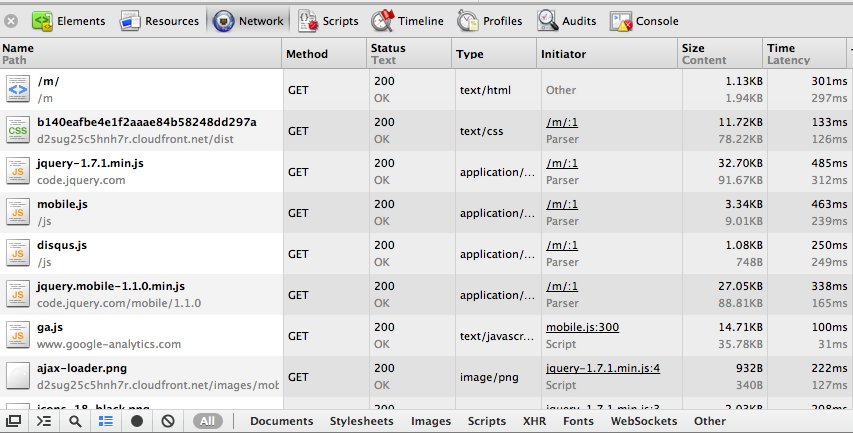 Elements Resources Network Scripts Timeline Profiles Audits Console
Name Method Status Type Initiator Size Time
Path Text Content Latency
/m/ GET 200 text/html Other 1.13KB 301ms
/m OK 1.94KB 297ms
b140eafbe4e1f2aaae84b58248dd297a GET 200 text/css /m/:1 11.72KB 133ms
d2sug25c5hnh7r.cloudfront.net/dist OK Parser 78.22KB 126ms
jquery-1.7.1.min.js GET 200 application/... /m/:1 32.70KB 485ms
code.jquery.com OK Parser 91.67KB 312ms
mobile.js GET 200 application/... /m/:1 3.34KB 463ms
/js OK Parser 9.01KB 239ms
disqus.js GET 200 application/... /m/:1 1.08KB 250ms
/js OK Parser 748B 249ms
jquery.mobile-1.1.0.min.js GET 200 application/... /m/:1 27.05KB 338ms
code.jquery.com/mobile/1.1.0 OK Parser 88.81KB 165ms
ga.js GET 200 text/javascr... mobile.js:300 14.71KB 100ms
www.google-analytics.com OK Script 35.78KB 31ms
ajax-loader.png GET 200 image/png jquery-1.7.1.min.js:4 932B 222ms
d2sug25c5hnh7r.cloudfront.net/images/mob OK Script 340B 127ms
icons-18-black.png 200 jquery-1.7.1.min.js:3 2.03KB 208ms
All Documents Stylesheets Images Scripts XHR Fonts WebSockets Other